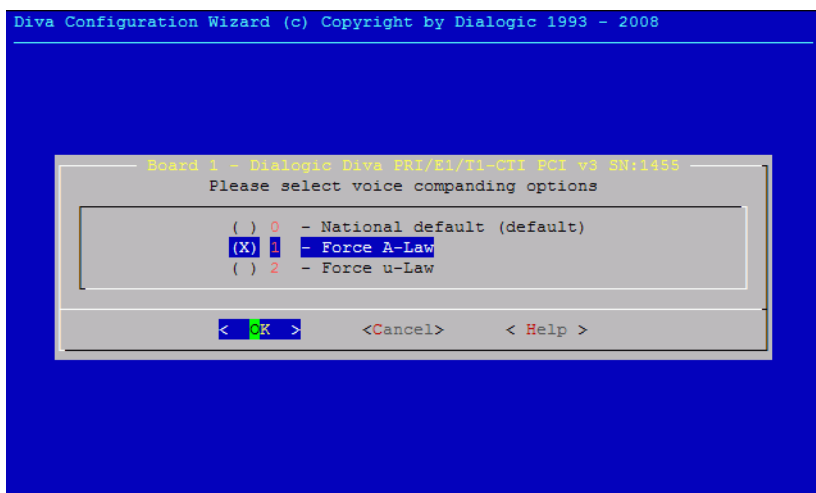 Diva Configuration Wizard (c) Copyright by Dialogic 1993 - 2008
Board 1 - Dialogic Diva PRI/E1/T1-CTI PCI v3 SN:1455
Please select voice companding options
( ) 0 - National default (default)
(X) 1 - Force A-Law
( ) 2 - Force u-Law
< OK > <Cancel> < Help >